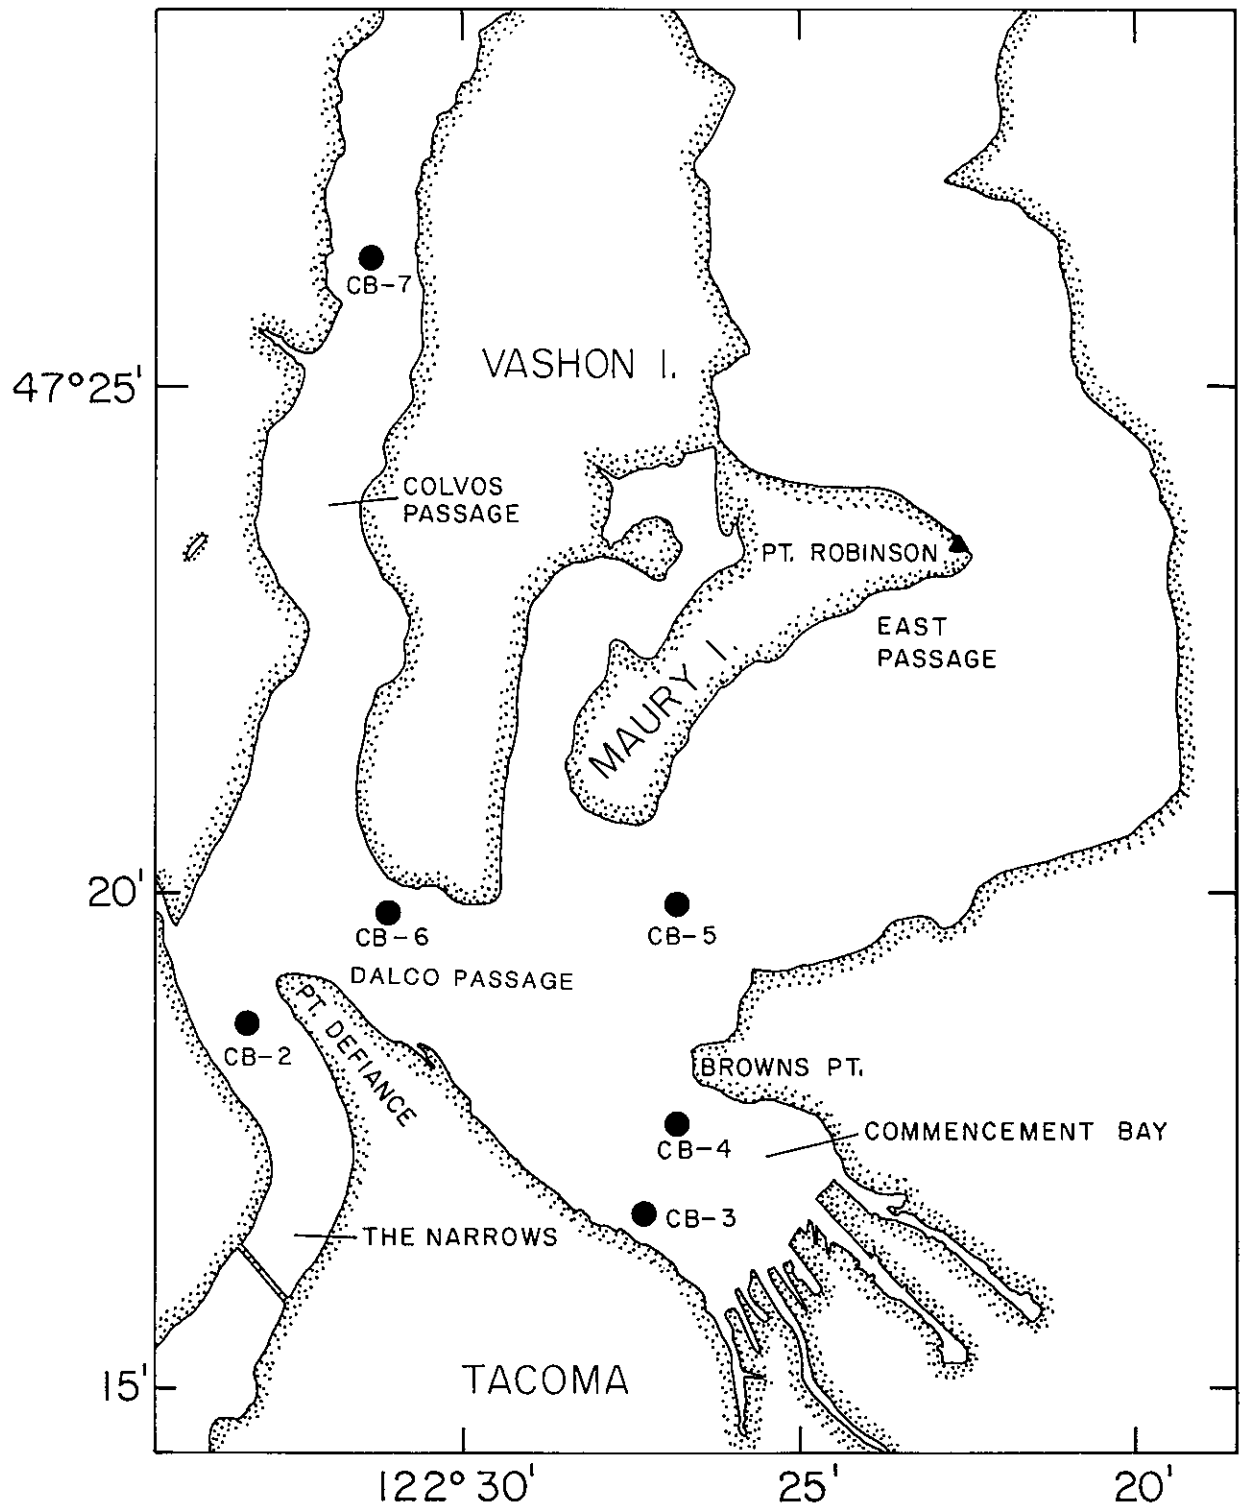 CB-7
VASHON I.
47°25'
COLVOS
PASSAGE
PT. ROBINSON
EAST
PASSAGE
MAURY I.
20'
CB-6
CB-5
DALCO PASSAGE
PT. DEFIANCE
CB-2
BROWNS PT.
COMMENCEMENT BAY
CB-4
CB-3
THE NARROWS
15'
TACOMA
122°30'
25'
20'